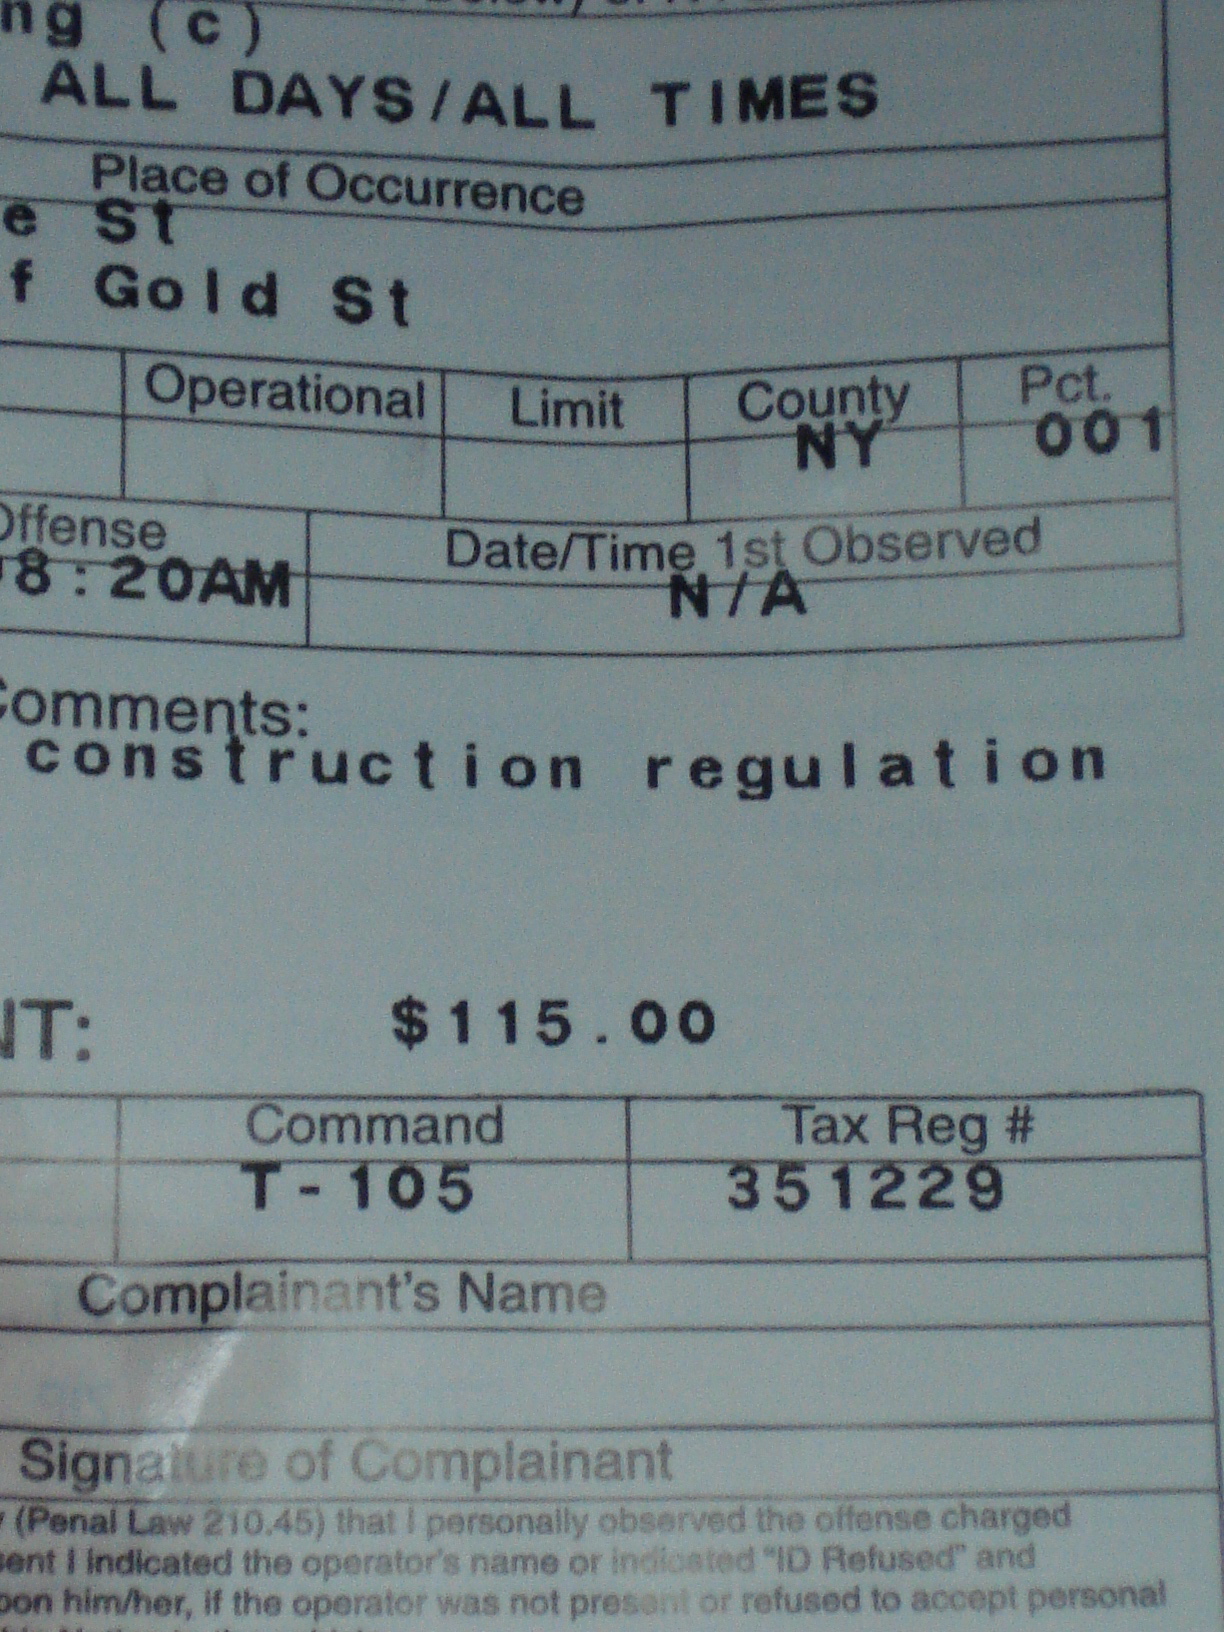 ng (c)
ALL DAYS/ALL TIMES
Place of Occurrence
e St
f Gold St
Operational Limit County Pct.
NY 001
Offense Date/Time 1st Observed
8:20AM N/A
Comments:
construction regulation
NT: $115.00
Command Tax Reg #
T-105 351229
Complainant's Name
Signature of Complainant
(Penal Law 210.45) that I personally observed the offense charged
sent I indicated the operator's name or indicated "ID Refused" and
pon him/her, if the operator was not present or refused to accept personal